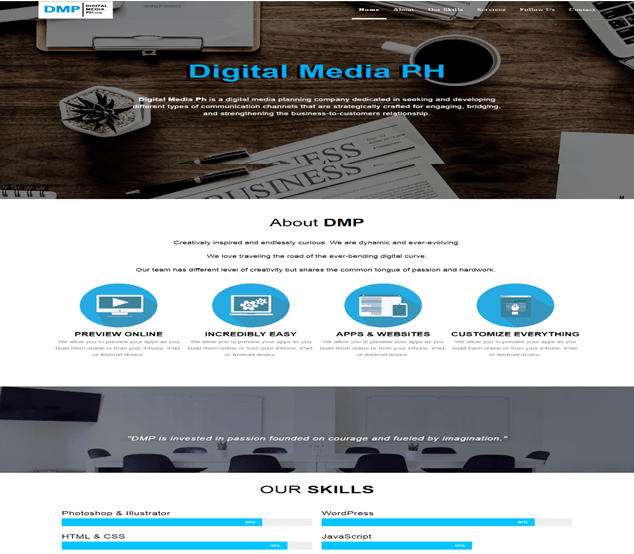 DMP DIGITAL MEDIA PH.com
Home About Our Skills Services Follow Us Contact
Digital Media PH
Digital Media Ph is a digital media planning company dedicated in seeking and developing
different types of communication channels that are strategically crafted for engaging, bridging,
and strengthening the business-to-customers relationship.
BUSINESS
BUSINESS
About DMP
Creatively inspired and endlessly curious. We are dynamic and ever-evolving.
We love traveling the road of the ever-bending digital curve.
Our team has different level of creativity but shares the common tongue of passion and hardwork.
PREVIEW ONLINE
We allow you to preview your apps as you
build them online or from your iPhone, iPad,
or Android device.
INCREDIBLY EASY
We allow you to preview your apps as you
build them online or from your iPhone, iPad,
or Android device.
APPS & WEBSITES
We allow you to preview your apps as you
build them online or from your iPhone, iPad,
or Android device.
CUSTOMIZE EVERYTHING
We allow you to preview your apps as you
build them online or from your iPhone, iPad,
or Android device.
"DMP is invested in passion founded on courage and fueled by imagination."
OUR SKILLS
Photoshop & Illustrator
WordPress
HTML & CSS
JavaScript